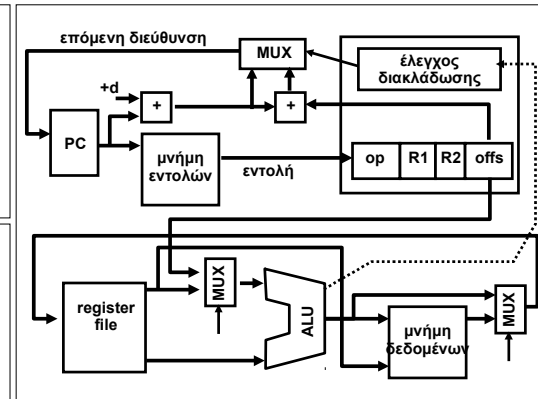 επόμενη διεύθυνση
MUX
έλεγχος
διακλάδωσης
+d
+
+
PC
μνήμη
εντολών
εντολή
op R1 R2 offs
register
file
MUX
ALU
μνήμη
δεδομένων
MUX